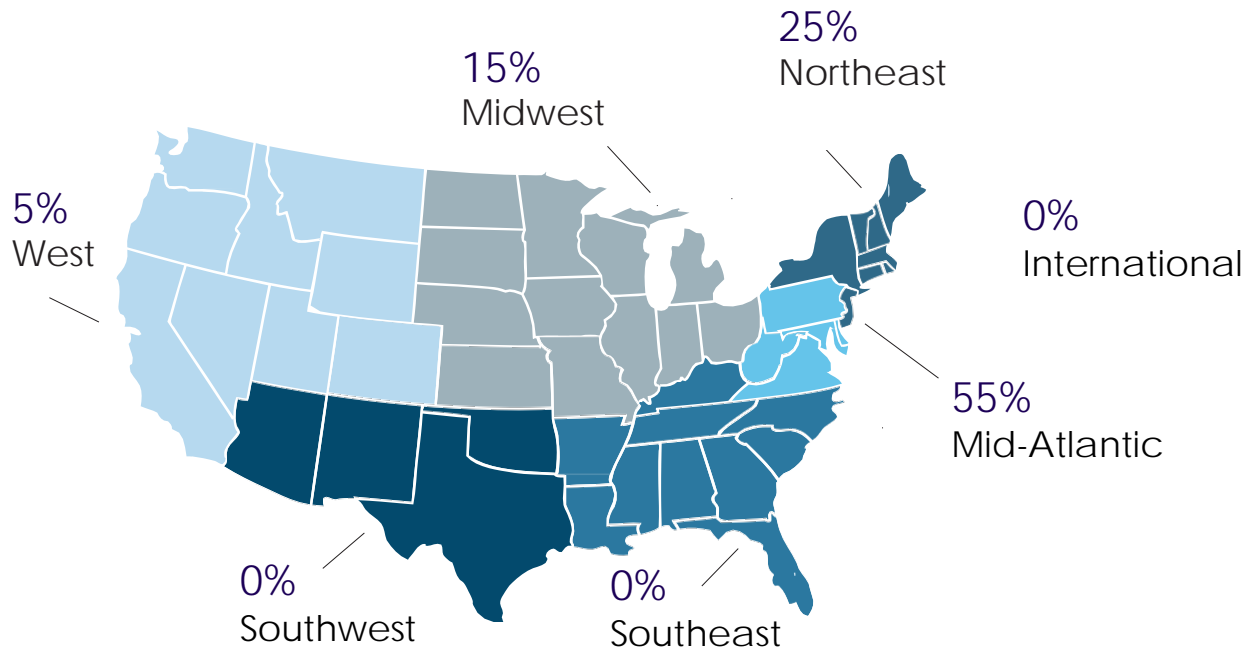 25%
Northeast
15%
Midwest
5%
West
0%
International
55%
Mid-Atlantic
0%
Southwest
0%
Southeast